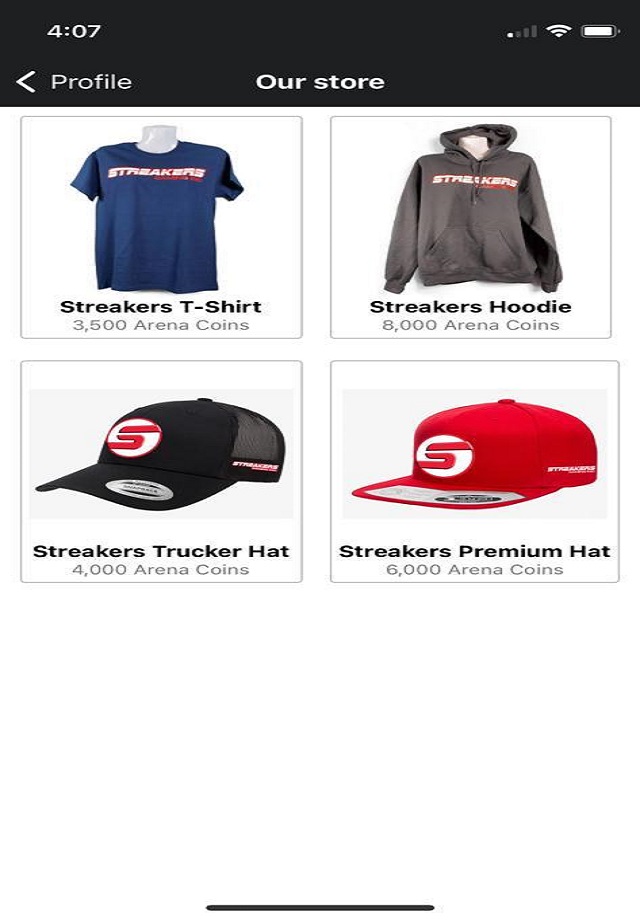 4:07
Profile
Our store
STREAKERS
STREAKERS
Streakers T-Shirt
3,500 Arena Coins
Streakers Hoodie
8,000 Arena Coins
S
STREAKERS
S
STREAKERS
Streakers Trucker Hat
4,000 Arena Coins
Streakers Premium Hat
6,000 Arena Coins